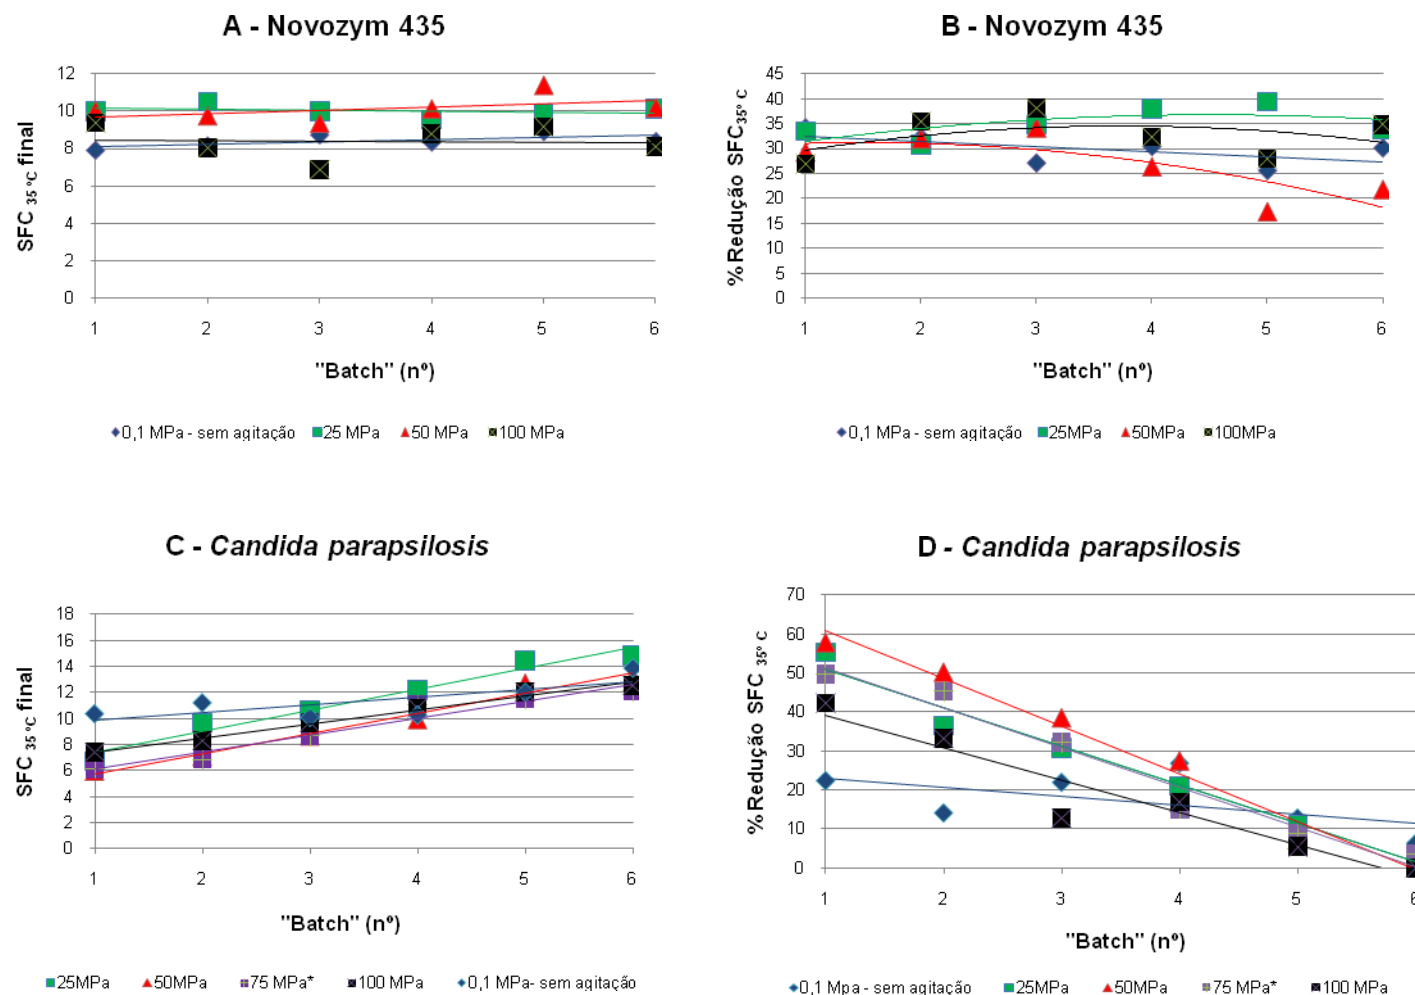 A - Novozym 435
SFC 35 ºC final
12
10
8
6
4
2
0
1 2 3 4 5 6
"Batch" (nº)
0,1 MPa - sem agitação 25 MPa 50 MPa 100 MPa
B - Novozym 435
% Redução SFC35º C
45
40
35
30
25
20
15
10
5
0
1 2 3 4 5 6
"Batch" (nº)
0,1 MPa - sem agitação 25MPa 50MPa 100MPa
C - Candida parapsilosis
SFC 35 ºC final
18
16
14
12
10
8
6
4
2
0
1 2 3 4 5 6
"Batch" (nº)
25MPa 50MPa 75 MPa* 100 MPa 0,1 MPa- sem agitação
D - Candida parapsilosis
% Redução SFC 35º C
70
60
50
40
30
20
10
0
1 2 3 4 5 6
"Batch" (nº)
0,1 Mpa - sem agitação 25MPa 50MPa 75 MPa* 100 MPa